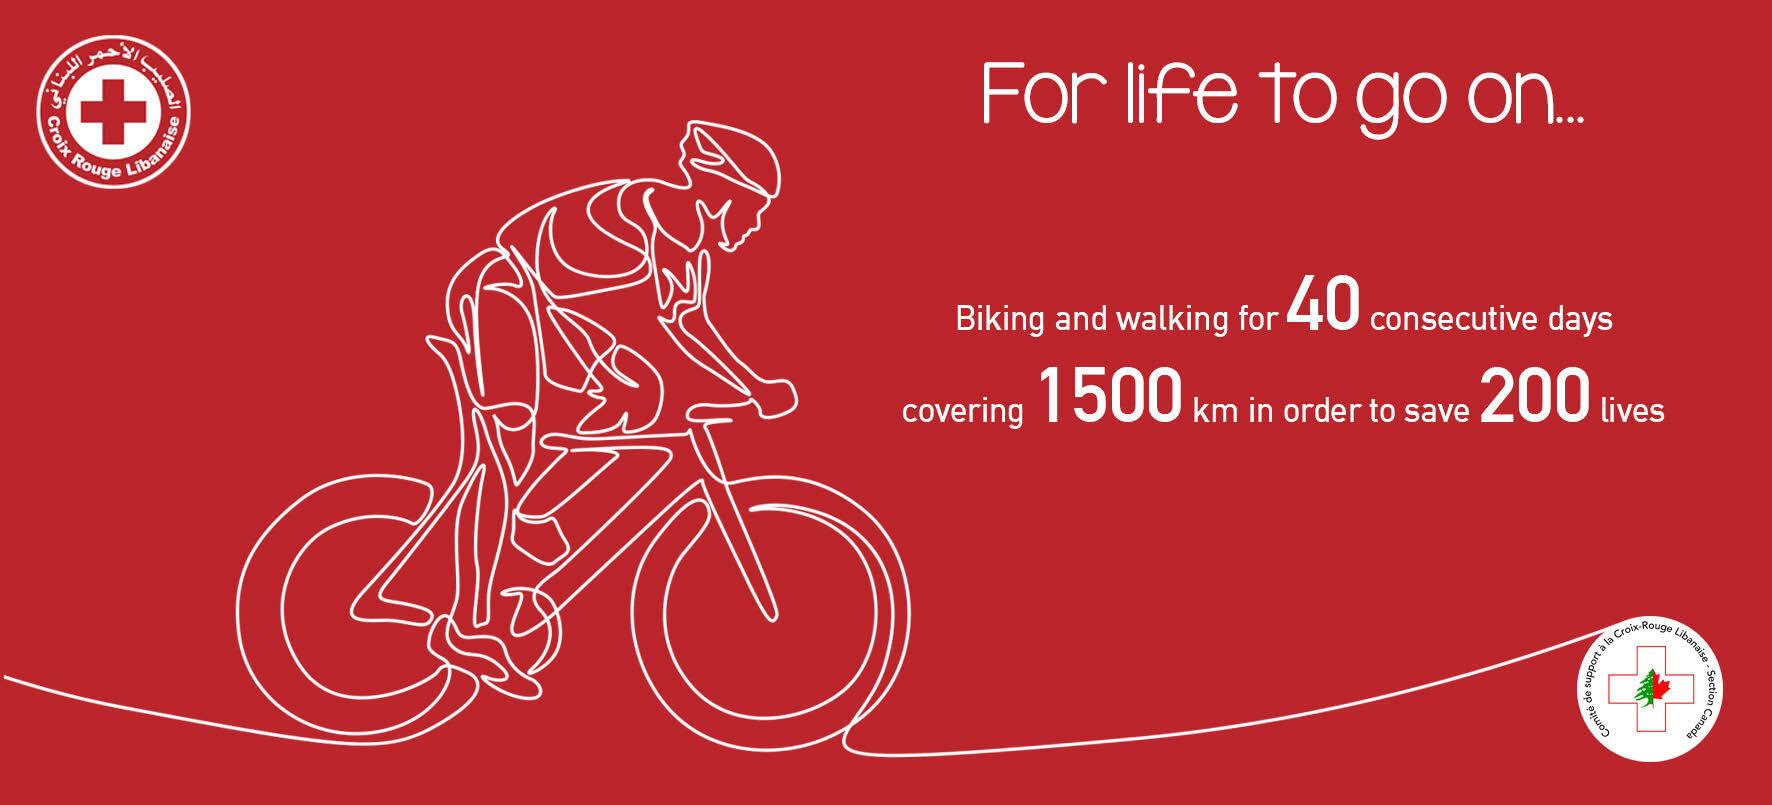 الصليب الأحمر اللبناني
Croix Rouge Libanaise
For life to go on...
Biking and walking for 40 consecutive days
covering 1500 km in order to save 200 lives
Comité de support à la Croix-Rouge Libanaise - Section Canada